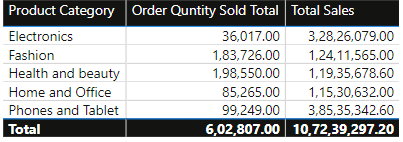 Product Category Order Quntity Sold Total Total Sales
Electronics 36,017.00 3,28,26,079.00
Fashion 1,83,726.00 1,24,11,565.00
Health and beauty 1,98,550.00 1,19,35,678.60
Home and Office 85,265.00 1,15,30,632.00
Phones and Tablet 99,249.00 3,85,35,342.60
Total 6,02,807.00 10,72,39,297.20